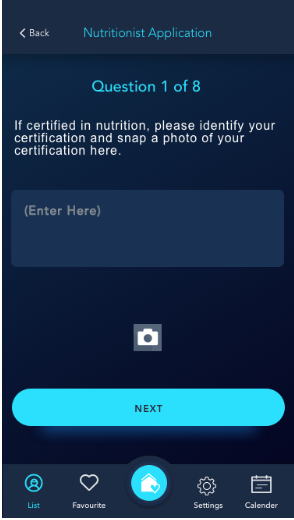 Back
Nutritionist Application
Question 1 of 8
If certified in nutrition, please identify your
certification and snap a photo of your
certification here.
(Enter Here)
NEXT
List
Favourite
Settings
Calender